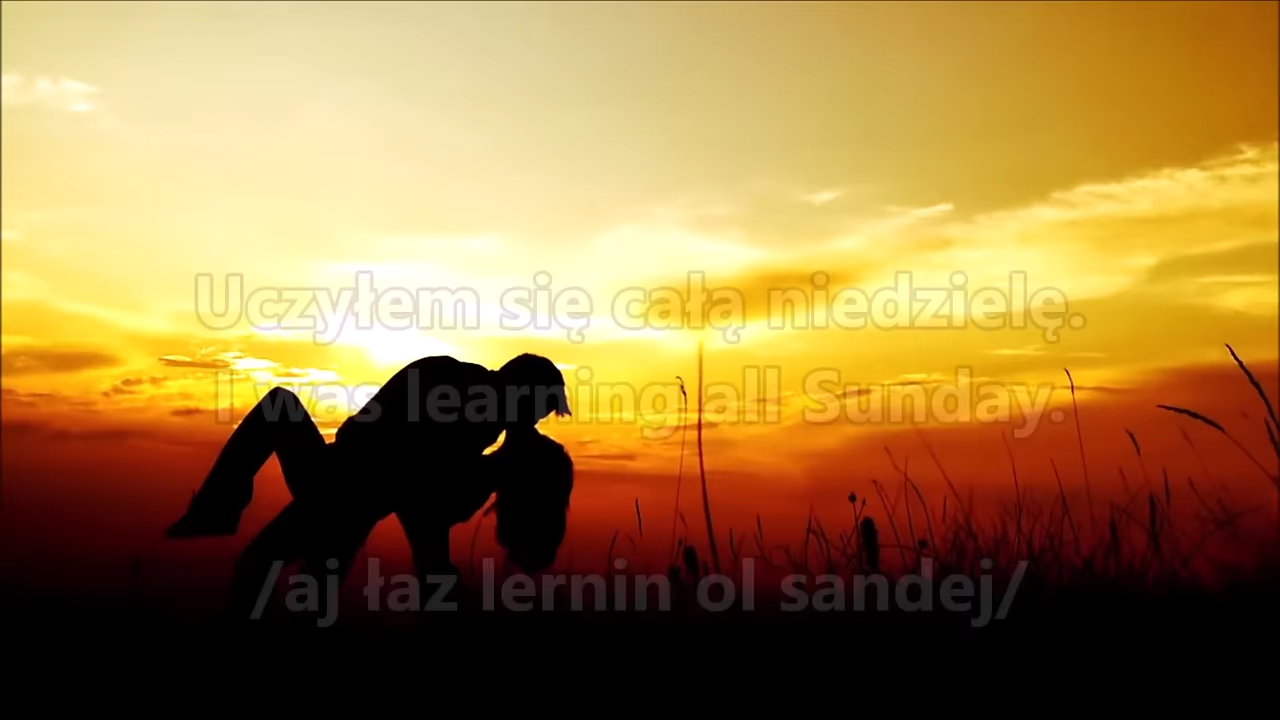 Uczyłem się całą niedzielę.
I was learning all Sunday.
/aj łaz lernin ol sandej/